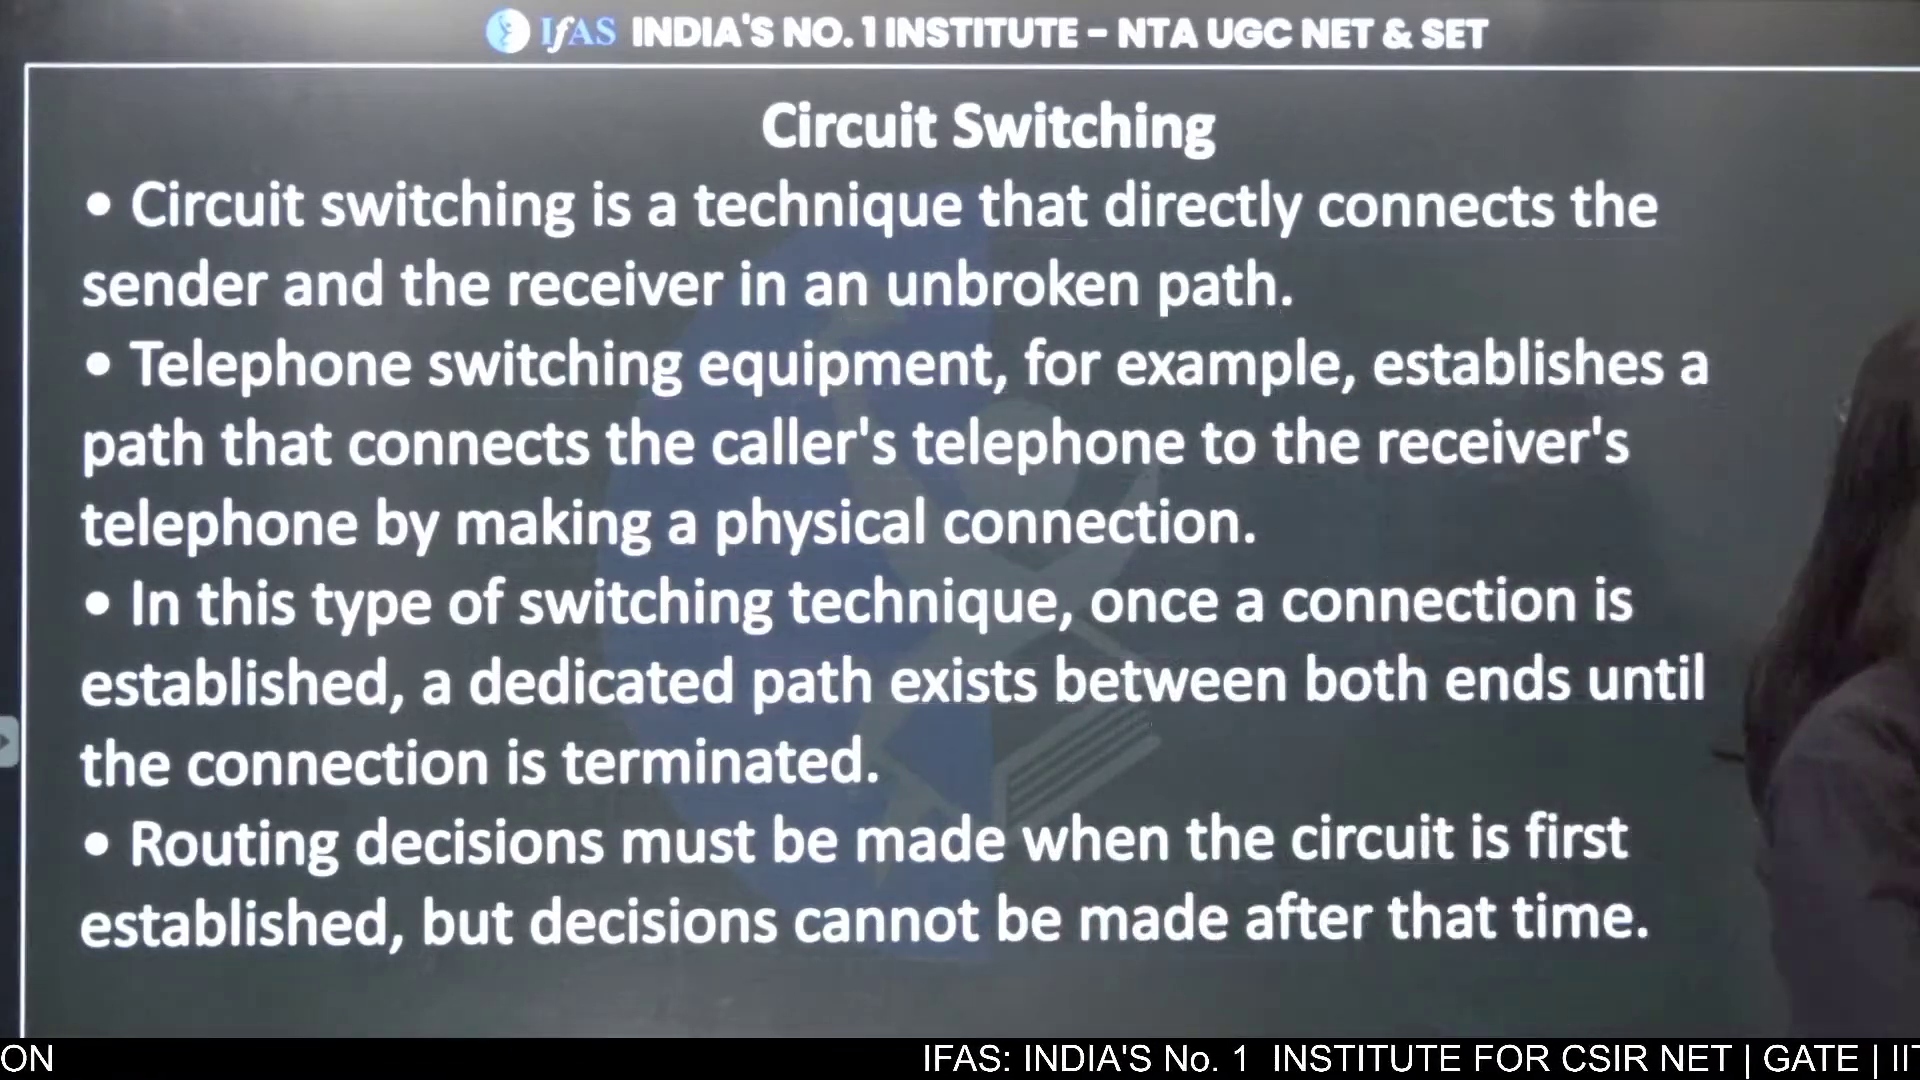 IfAS INDIA'S NO. 1 INSTITUTE – NTA UGC NET & SET
Circuit Switching
• Circuit switching is a technique that directly connects the
sender and the receiver in an unbroken path.
• Telephone switching equipment, for example, establishes a
path that connects the caller's telephone to the receiver's
telephone by making a physical connection.
• In this type of switching technique, once a connection is
established, a dedicated path exists between both ends until
the connection is terminated.
• Routing decisions must be made when the circuit is first
established, but decisions cannot be made after that time.
ON IFAS: INDIA'S No. 1 INSTITUTE FOR CSIR NET | GATE | IIT